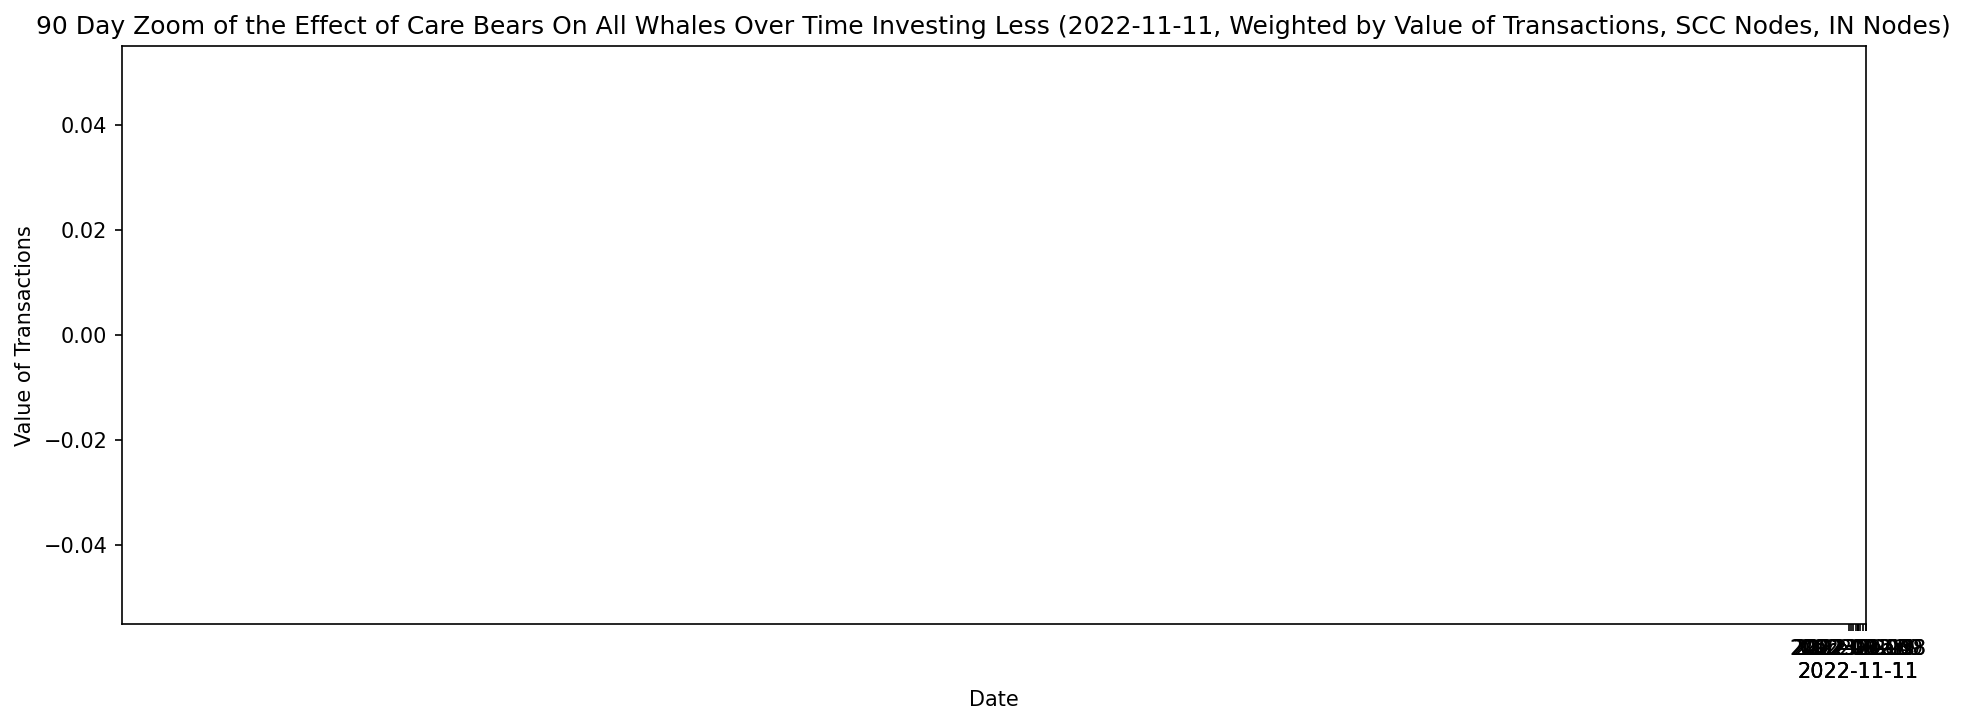 90 Day Zoom of the Effect of Care Bears On All Whales Over Time Investing Less (2022-11-11, Weighted by Value of Transactions, SCC Nodes, IN Nodes)
Value of Transactions
0.04
0.02
0.00
−0.02
−0.04
2022-11-11
Date